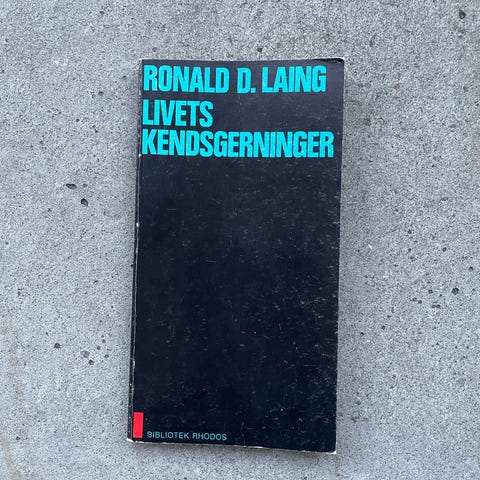 RONALD D. LAING
LIVETS
KENDSGERNINGER
BIBLIOTEK RHODOS